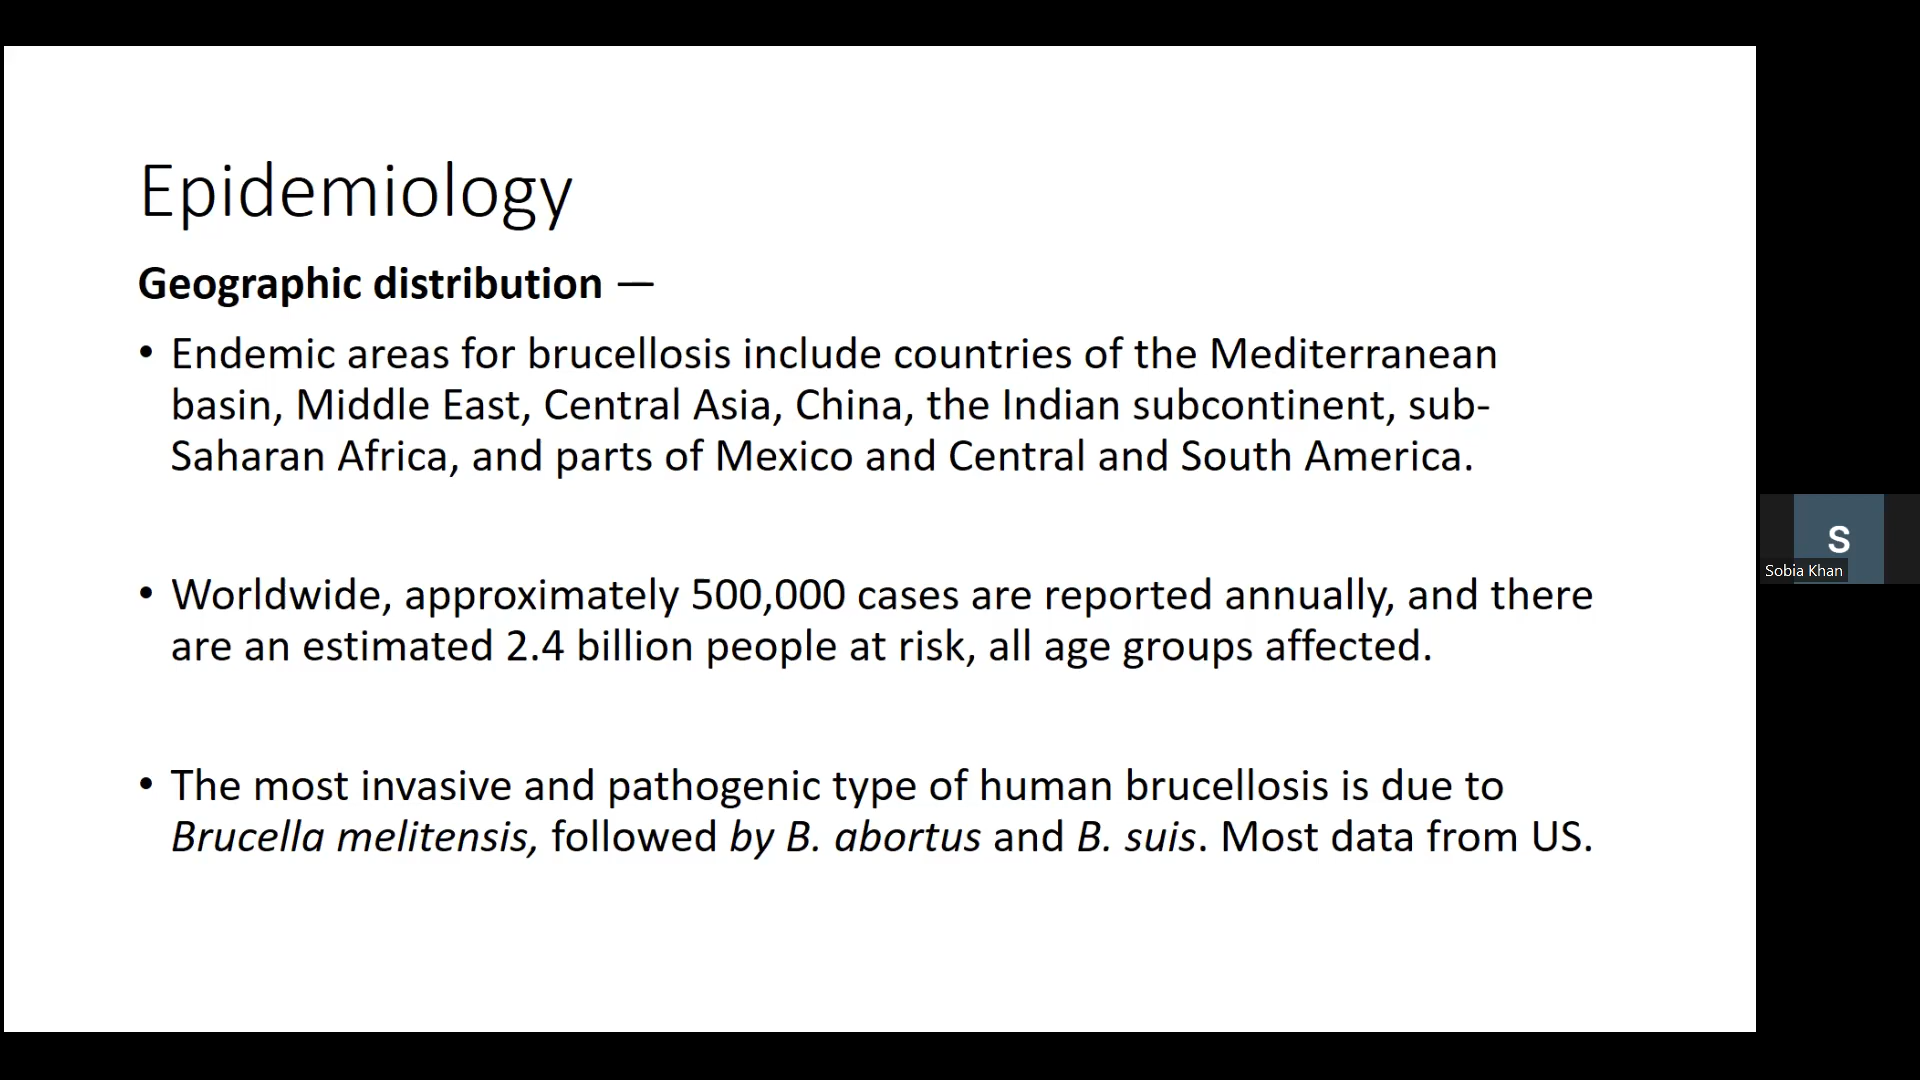 Epidemiology
Geographic distribution —
• Endemic areas for brucellosis include countries of the Mediterranean
basin, Middle East, Central Asia, China, the Indian subcontinent, sub-
Saharan Africa, and parts of Mexico and Central and South America.
• Worldwide, approximately 500,000 cases are reported annually, and there
are an estimated 2.4 billion people at risk, all age groups affected.
• The most invasive and pathogenic type of human brucellosis is due to
Brucella melitensis, followed by B. abortus and B. suis. Most data from US.
S
Sobia Khan